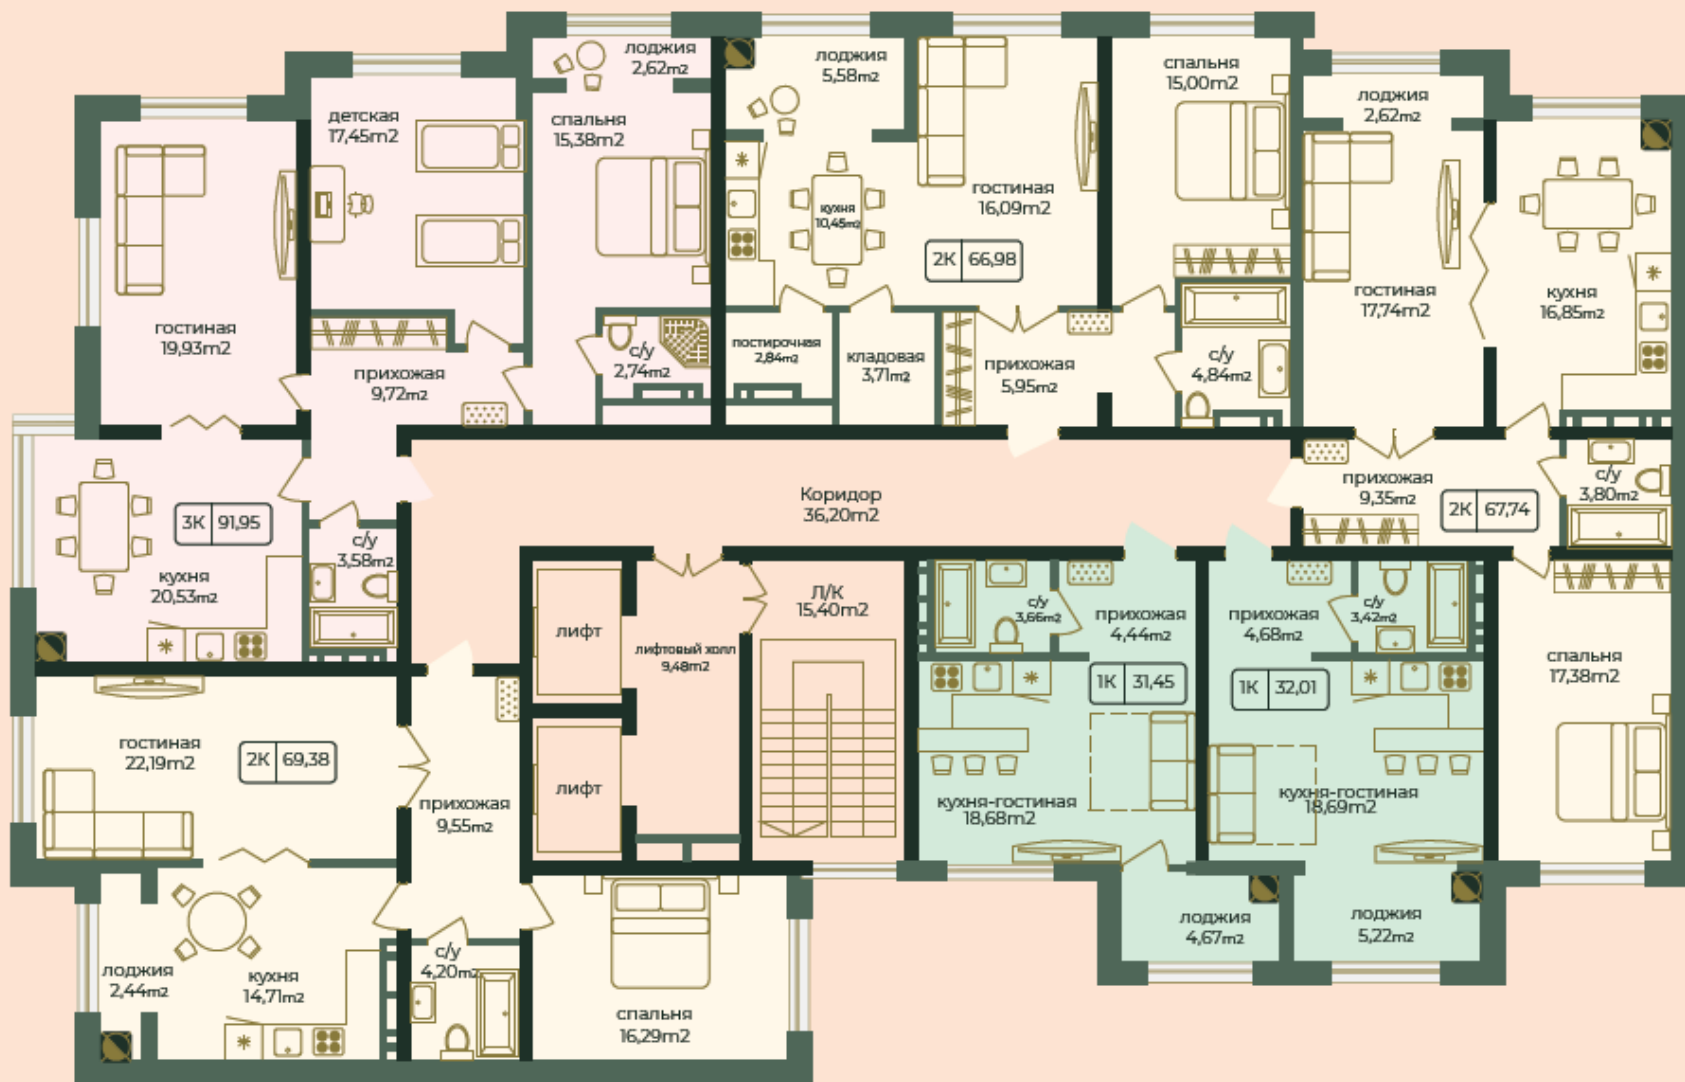 лоджия
2,62m2
детская
17,45m2
спальня
15,38m2
гостиная
19,93m2
прихожая
9,72m2
с/у
2,74m2
3К 91,95
кухня
20,53m2
с/у
3,58m2
лоджия
5,58m2
кухня
10,45m2
гостиная
16,09m2
2К 66,98
спальня
15,00m2
постирочная
2,84m2
кладовая
3,71m2
прихожая
5,95m2
с/у
4,84m2
лоджия
2,62m2
гостиная
17,74m2
кухня
16,85m2
прихожая
9,35m2
2К 67,74
с/у
3,80m2
спальня
17,38m2
Коридор
36,20m2
лифт
лифт
лифтовый холл
9,48m2
Л/К
15,40m2
с/у
3,66m2
прихожая
4,44m2
1К 31,45
кухня-гостиная
18,68m2
лоджия
4,67m2
прихожая
4,68m2
с/у
3,42m2
1К 32,01
кухня-гостиная
18,69m2
лоджия
5,22m2
гостиная
22,19m2
2К 69,38
прихожая
9,55m2
лоджия
2,44m2
кухня
14,71m2
с/у
4,20m2
спальня
16,29m2